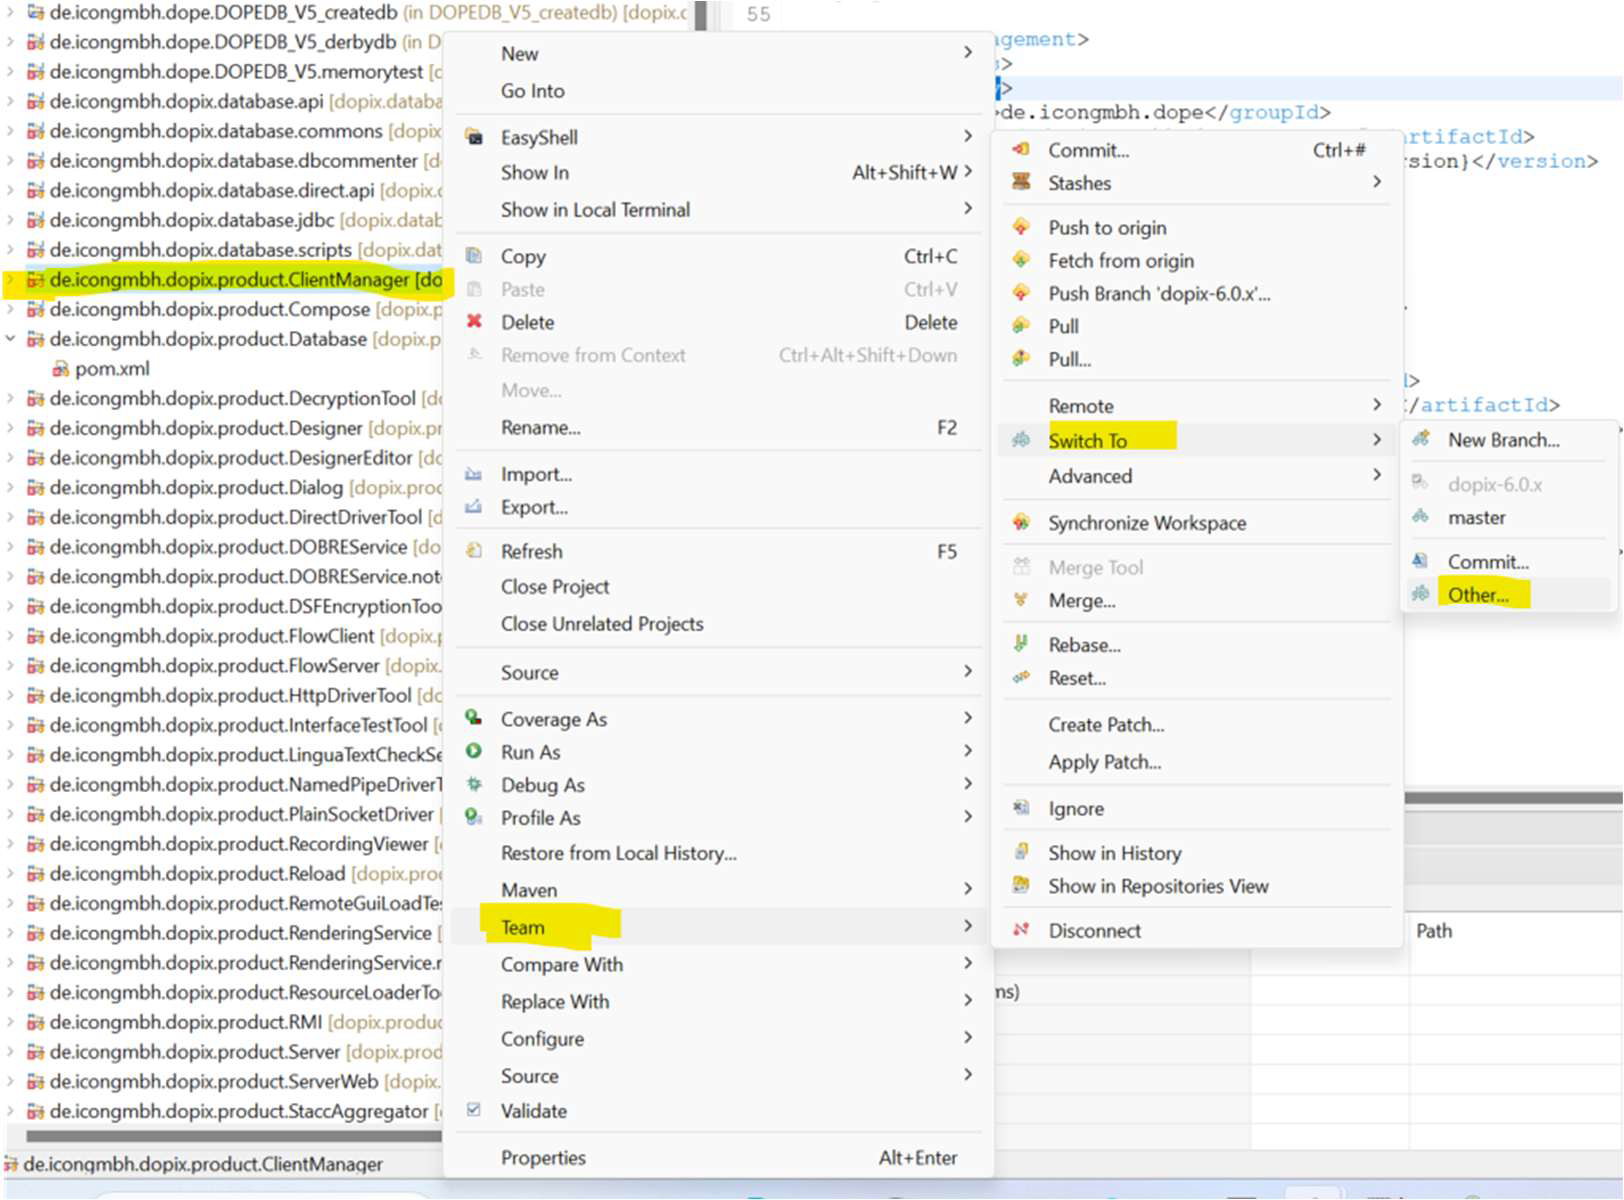 de.icongmbh.dope.DOPEDB_V5_createdb (in DOPEDB_V5_createdb) [dopix.c
de.icongmbh.dope.DOPEDB_V5_derbydb (in D
de.icongmbh.dope.DOPEDB_V5.memorytest [d
de.icongmbh.dopix.database.api [dopix.databa
de.icongmbh.dopix.database.commons [dopix
de.icongmbh.dopix.database.dbcommenter [d
de.icongmbh.dopix.database.direct.api [dopix.c
de.icongmbh.dopix.database.jdbc [dopix.datab
de.icongmbh.dopix.database.scripts [dopix.dat
de.icongmbh.dopix.product.ClientManager [do
de.icongmbh.dopix.product.Compose [dopix.p
de.icongmbh.dopix.product.Database [dopix.p
pom.xml
de.icongmbh.dopix.product.DecryptionTool [do
de.icongmbh.dopix.product.Designer [dopix.pr
de.icongmbh.dopix.product.DesignerEditor [do
de.icongmbh.dopix.product.Dialog [dopix.proc
de.icongmbh.dopix.product.DirectDriverTool [d
de.icongmbh.dopix.product.DOBREService [do
de.icongmbh.dopix.product.DOBREService.not
de.icongmbh.dopix.product.DSFEncryptionToo
de.icongmbh.dopix.product.FlowClient [dopix.p
de.icongmbh.dopix.product.FlowServer [dopix.
de.icongmbh.dopix.product.HttpDriverTool [do
de.icongmbh.dopix.product.InterfaceTestTool [
de.icongmbh.dopix.product.LinguaTextCheckSe
de.icongmbh.dopix.product.NamedPipeDriverT
de.icongmbh.dopix.product.PlainSocketDriver [
de.icongmbh.dopix.product.RecordingViewer [
de.icongmbh.dopix.product.Reload [dopix.proc
de.icongmbh.dopix.product.RemoteGuiLoadTes
de.icongmbh.dopix.product.RenderingService [
de.icongmbh.dopix.product.RenderingService.r
de.icongmbh.dopix.product.ResourceLoaderToo
de.icongmbh.dopix.product.RMI [dopix.produc
de.icongmbh.dopix.product.Server [dopix.prod
de.icongmbh.dopix.product.ServerWeb [dopix.
de.icongmbh.dopix.product.StaccAggregator [
de.icongmbh.dopix.product.ClientManager
New
Go Into
EasyShell
Show In Alt+Shift+W
Show in Local Terminal
Copy Ctrl+C
Paste Ctrl+V
Delete Delete
Remove from Context Ctrl+Alt+Shift+Down
Move...
Rename... F2
Import...
Export...
Refresh F5
Close Project
Close Unrelated Projects
Source
Coverage As
Run As
Debug As
Profile As
Restore from Local History...
Maven
Team
Compare With
Replace With
Configure
Source
Validate
Properties Alt+Enter
55
agement>
>
>
>de.icongmbh.dope</groupId>
rtifactId>
sion}</version>
>
/artifactId>
Commit... Ctrl+#
Stashes
Push to origin
Fetch from origin
Push Branch 'dopix-6.0.x'...
Pull
Pull...
Remote
Switch To
Advanced
Synchronize Workspace
Merge Tool
Merge...
Rebase...
Reset...
Create Patch...
Apply Patch...
Ignore
Show in History
Show in Repositories View
Disconnect
New Branch...
dopix-6.0.x
master
Commit...
Other...
Path
ms)